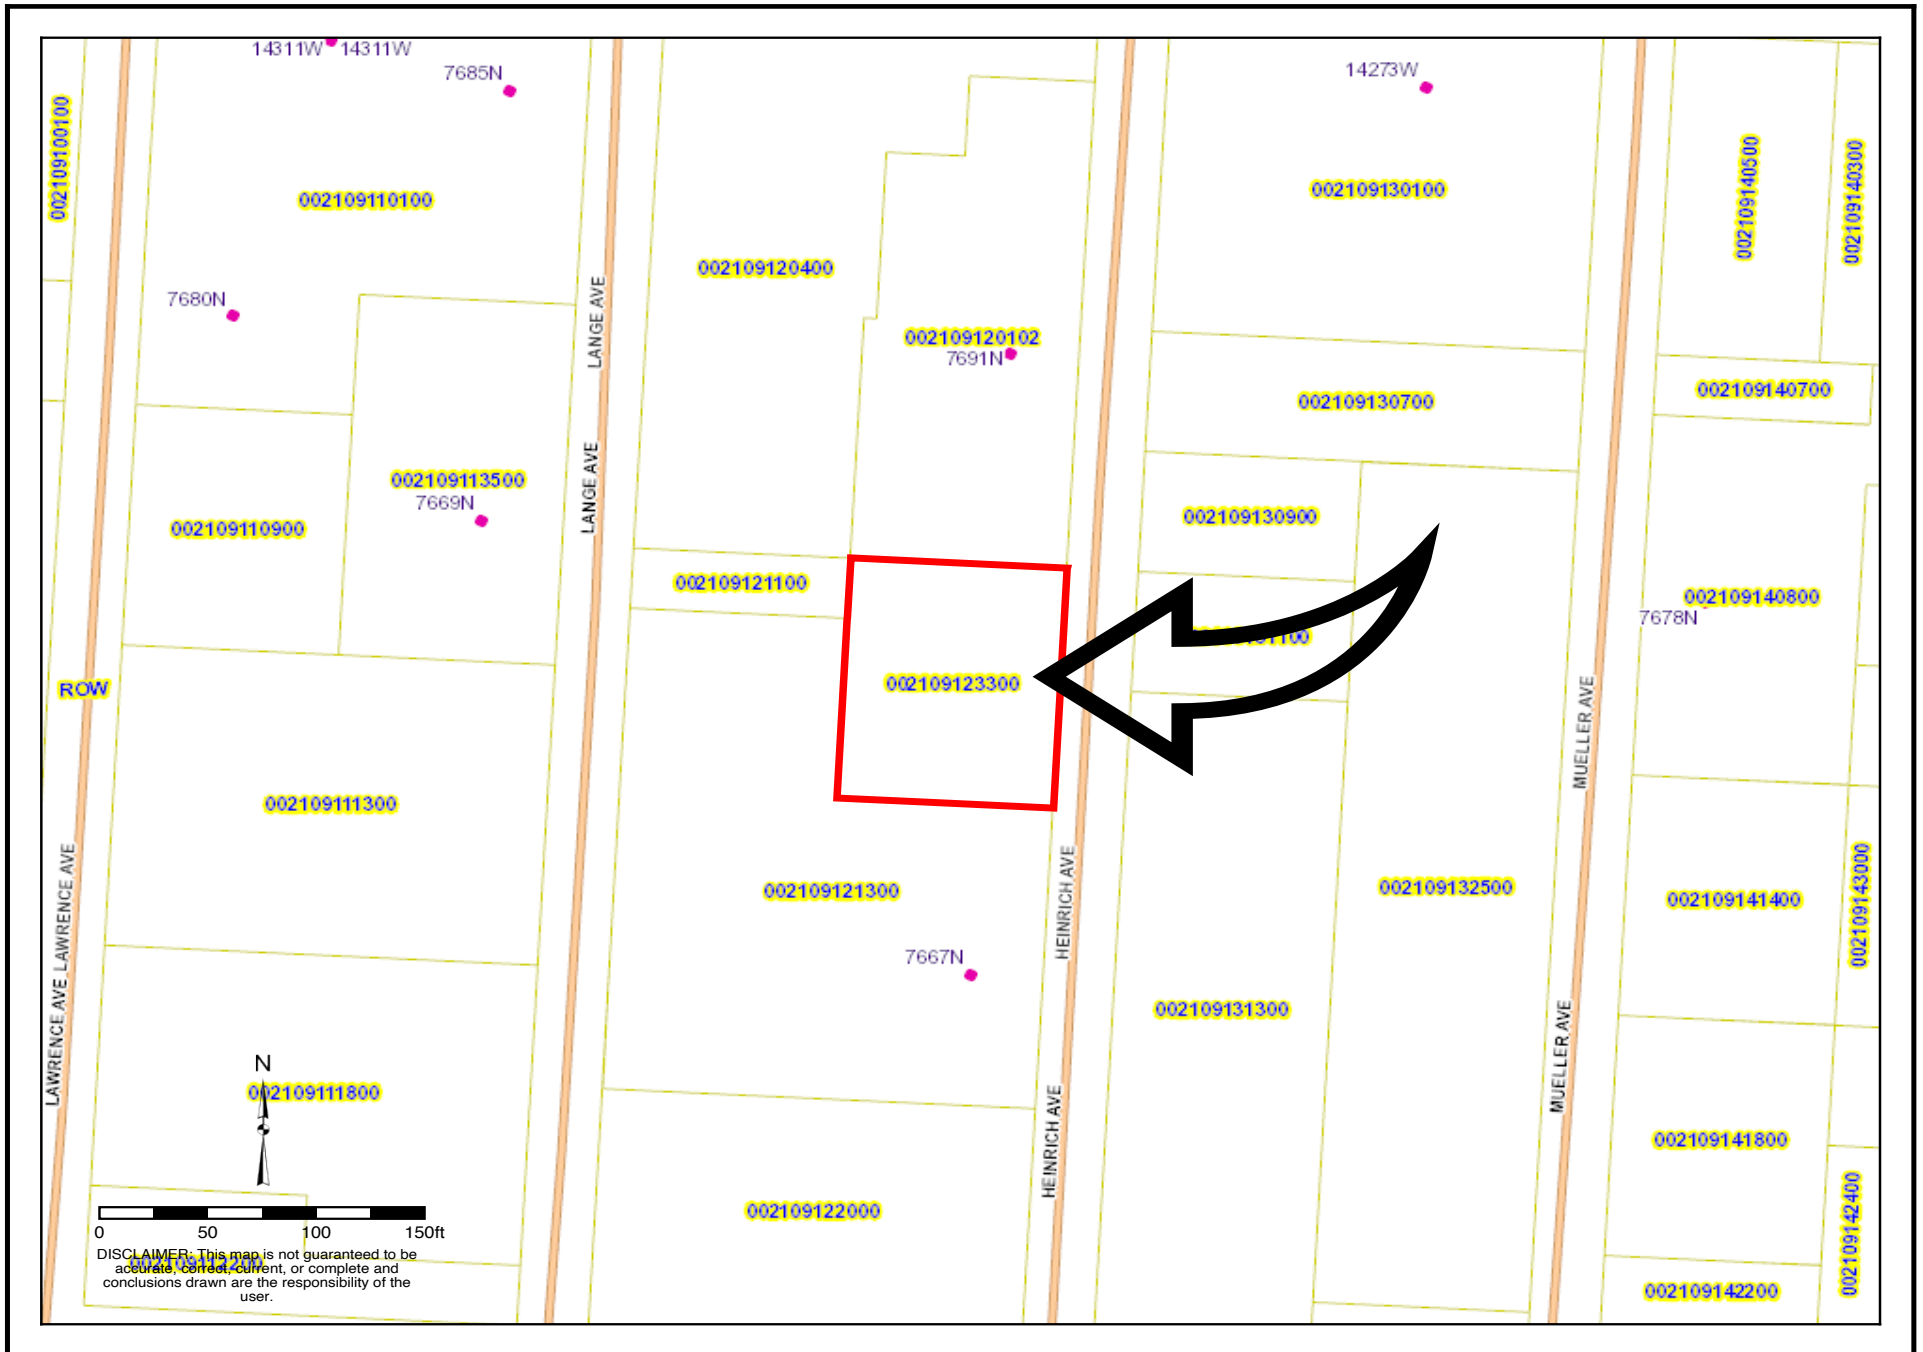 14311W 14311W
7685N
14273W
002109100100
002109110100
002109120400
002109130100
002109140500
002109140300
7680N
LANGE AVE
002109120102
7691N
002109140700
002109130700
002109113500
7669N
LANGE AVE
002109110900
002109130900
002109121100
002109140800
7678N
ROW
002109123300
MUELLER AVE
002109111300
LAWRENCE AVE LAWRENCE AVE
HEINRICH AVE
002109121300
002109132500
002109141400
002109143000
7667N
002109131300
MUELLER AVE
N
002109111800
HEINRICH AVE
002109141800
002109122000
002109142400
0 50 100 150ft
002109112200
DISCLAIMER: This map is not guaranteed to be
accurate, correct, current, or complete and
conclusions drawn are the responsibility of the
user.
002109142200